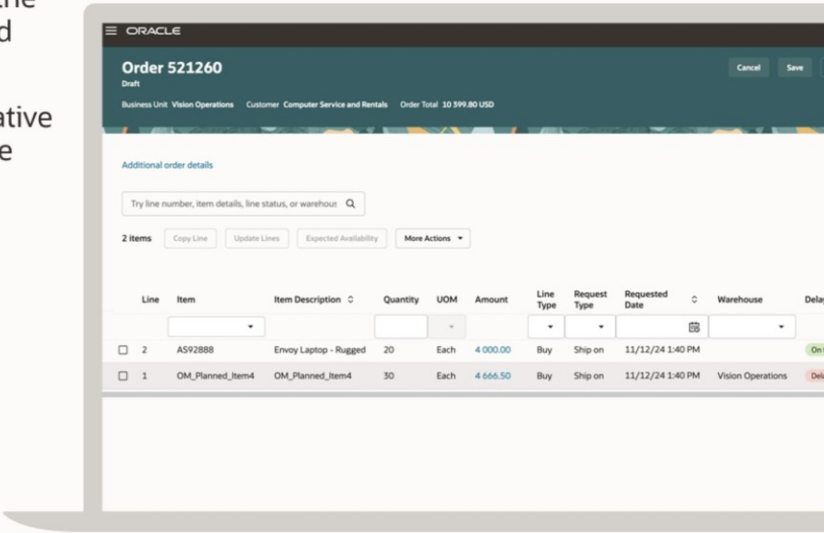 ative
ORACLE
Order 521260
Draft
Business Unit Vision Operations Customer Computer Service and Rentals Order Total 10 399.80 USD
Cancel Save
Additional order details
Try line number, item details, line status, or warehous
2 items Copy Line Update Lines Expected Availability More Actions
Line Item Item Description Quantity UOM Amount Line Type Request Type Requested Date Warehouse Delay
2 AS92888 Envoy Laptop - Rugged 20 Each 4 000.00 Buy Ship on 11/12/24 1:40 PM On
1 OM_Planned_Item4 OM_Planned_Item4 30 Each 4 666.50 Buy Ship on 11/12/24 1:40 PM Vision Operations Dela